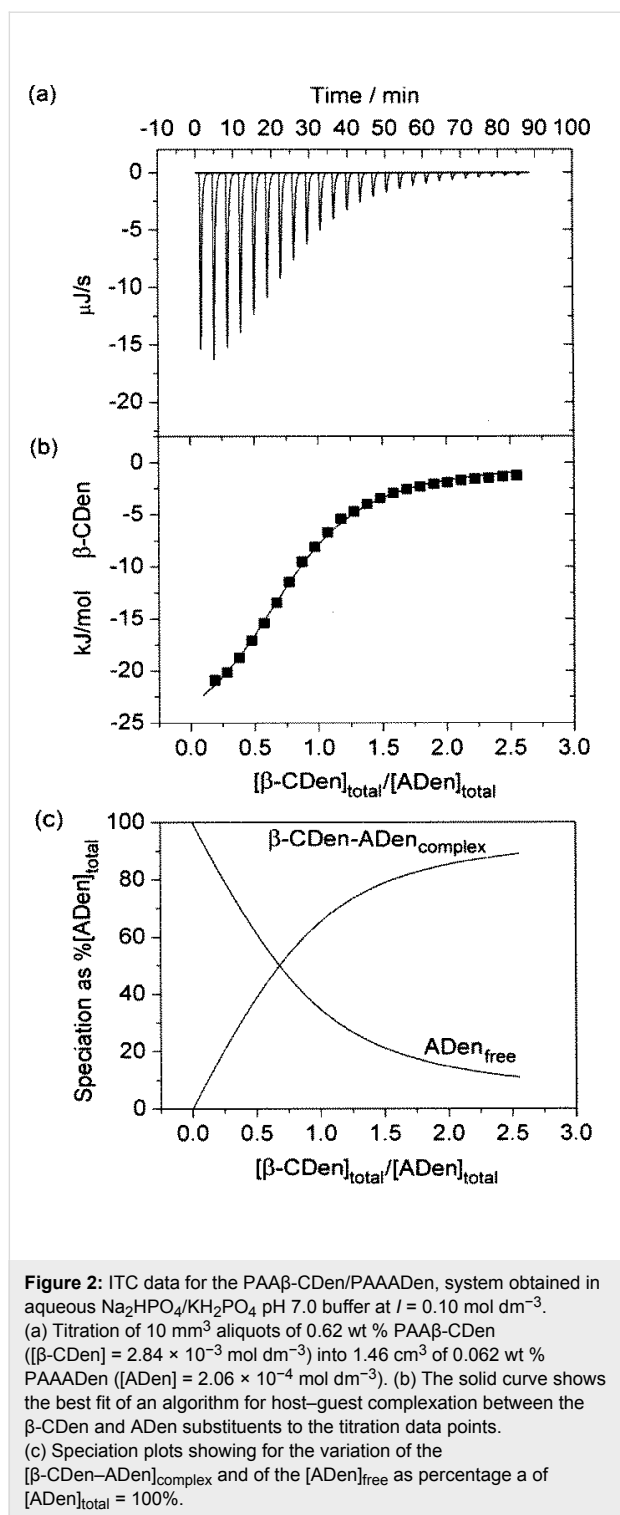 (a)
Time / min
-10 0 10 20 30 40 50 60 70 80 90 100
0
-5
-10
-15
-20
μJ/s
(b)
0
-5
-10
-15
-20
-25
kJ/mol β-CDen
0.0 0.5 1.0 1.5 2.0 2.5 3.0
[β-CDen]total/[ADen]total
(c)
100
80
60
40
20
0
Speciation as %[ADen]total
β-CDen-ADencomplex
ADenfree
0.0 0.5 1.0 1.5 2.0 2.5 3.0
[β-CDen]total/[ADen]total
Figure 2: ITC data for the PAAβ-CDen/PAAADen, system obtained in
aqueous Na2HPO4/KH2PO4 pH 7.0 buffer at I = 0.10 mol dm−3.
(a) Titration of 10 mm3 aliquots of 0.62 wt % PAAβ-CDen
([β-CDen] = 2.84 × 10−3 mol dm−3) into 1.46 cm3 of 0.062 wt %
PAAADen ([ADen] = 2.06 × 10−4 mol dm−3). (b) The solid curve shows
the best fit of an algorithm for host–guest complexation between the
β-CDen and ADen substituents to the titration data points.
(c) Speciation plots showing for the variation of the
[β-CDen–ADen]complex and of the [ADen]free as percentage a of
[ADen]total = 100%.